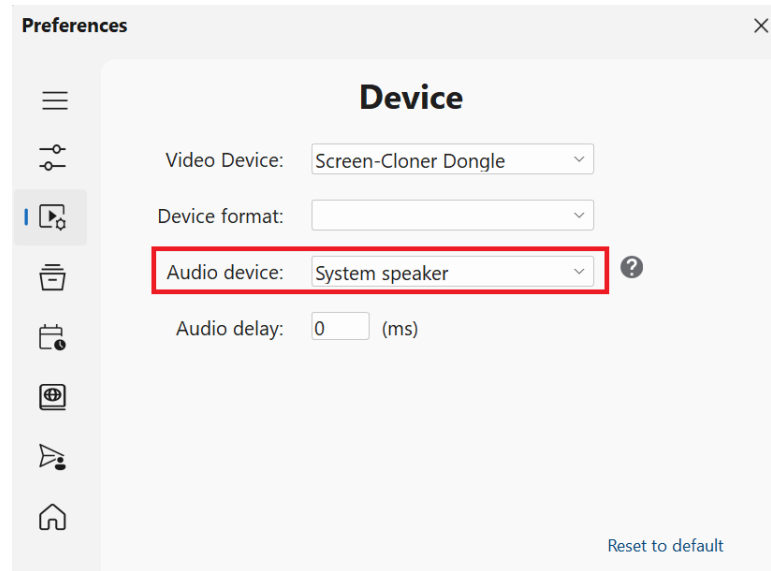 Preferences
Device
Video Device: Screen-Cloner Dongle
Device format:
Audio device: System speaker
Audio delay: 0 (ms)
Reset to default